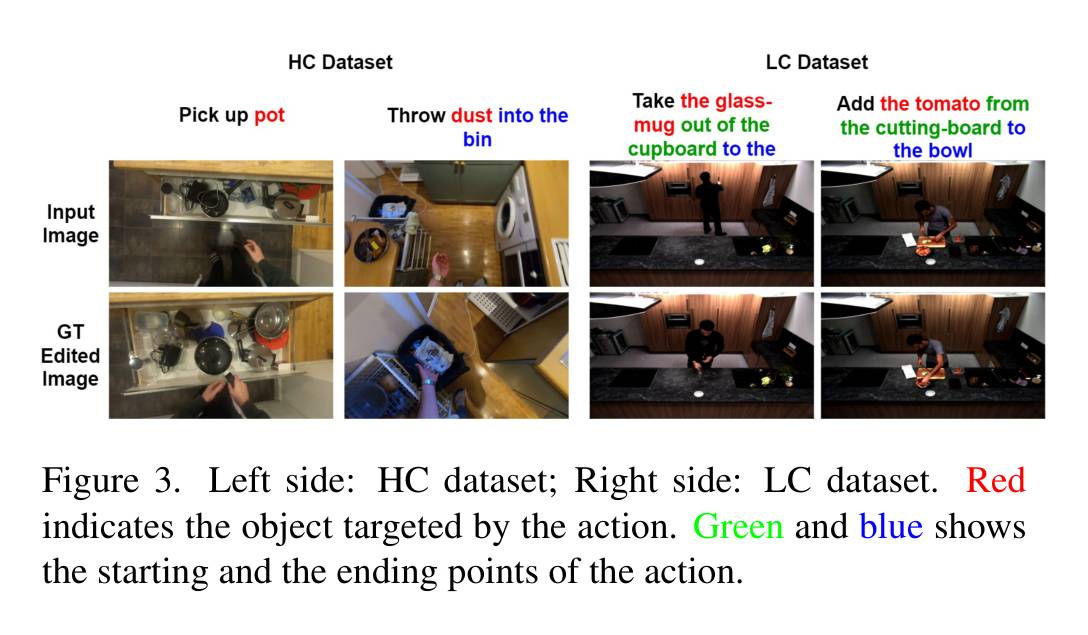 HC Dataset
LC Dataset
Pick up pot
Throw dust into the
bin
Take the glass-
mug out of the
cupboard to the
Add the tomato from
the cutting-board to
the bowl
Input
Image
GT
Edited
Image
Figure 3. Left side: HC dataset; Right side: LC dataset. Red
indicates the object targeted by the action. Green and blue shows
the starting and the ending points of the action.